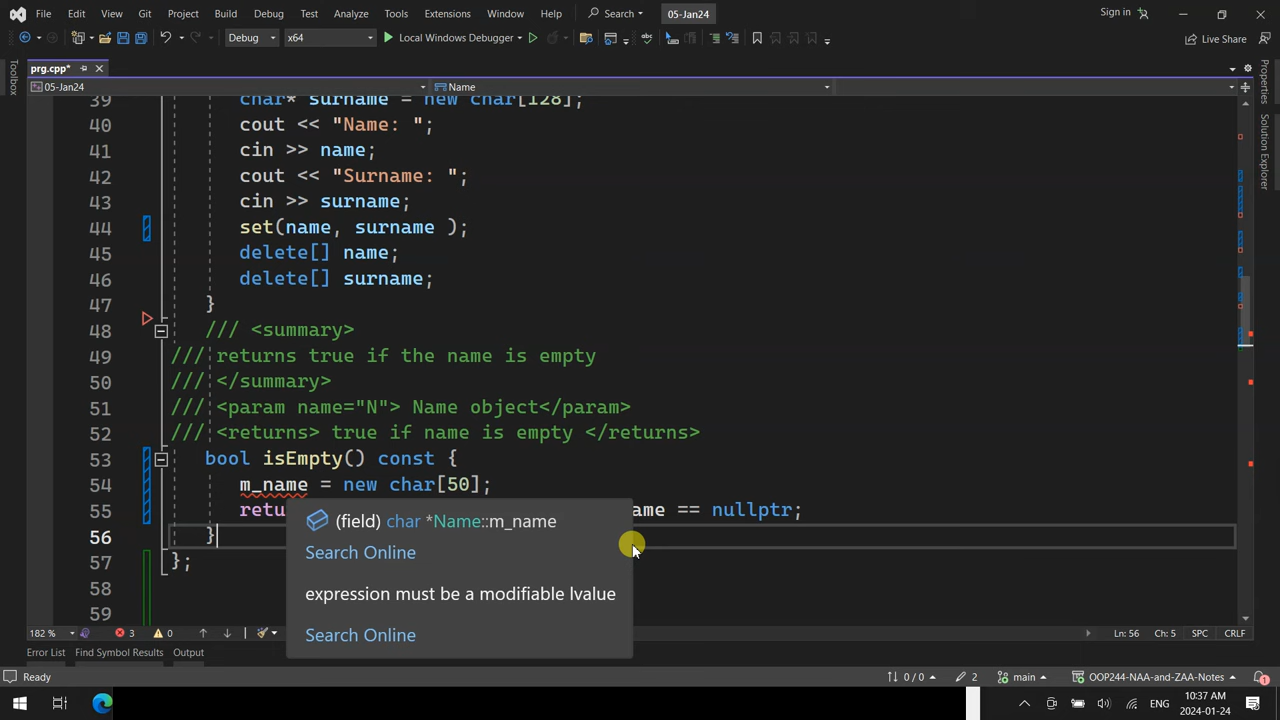 File Edit View Git Project Build Debug Test Analyze Tools Extensions Window Help Search 05-Jan24 Sign in
Debug x64 Local Windows Debugger Live Share
prg.cpp*
05-Jan24 Name
Toolbox
Properties
Solution Explorer
39 char* surname = new char[128];
40 cout << "Name: ";
41 cin >> name;
42 cout << "Surname: ";
43 cin >> surname;
44 set(name, surname );
45 delete[] name;
46 delete[] surname;
47 }
48 /// <summary>
49 /// returns true if the name is empty
50 /// </summary>
51 /// <param name="N"> Name object</param>
52 /// <returns> true if name is empty </returns>
53 bool isEmpty() const {
54 m_name = new char[50];
55 retu ame == nullptr;
56 }
57 };
58
59
(field) char *Name::m_name
Search Online
expression must be a modifiable lvalue
Search Online
182 % 3 0 Ln: 56 Ch: 5 SPC CRLF
Error List Find Symbol Results Output
Ready 0 / 0 2 main OOP244-NAA-and-ZAA-Notes 1
ENG 10:37 AM
2024-01-24